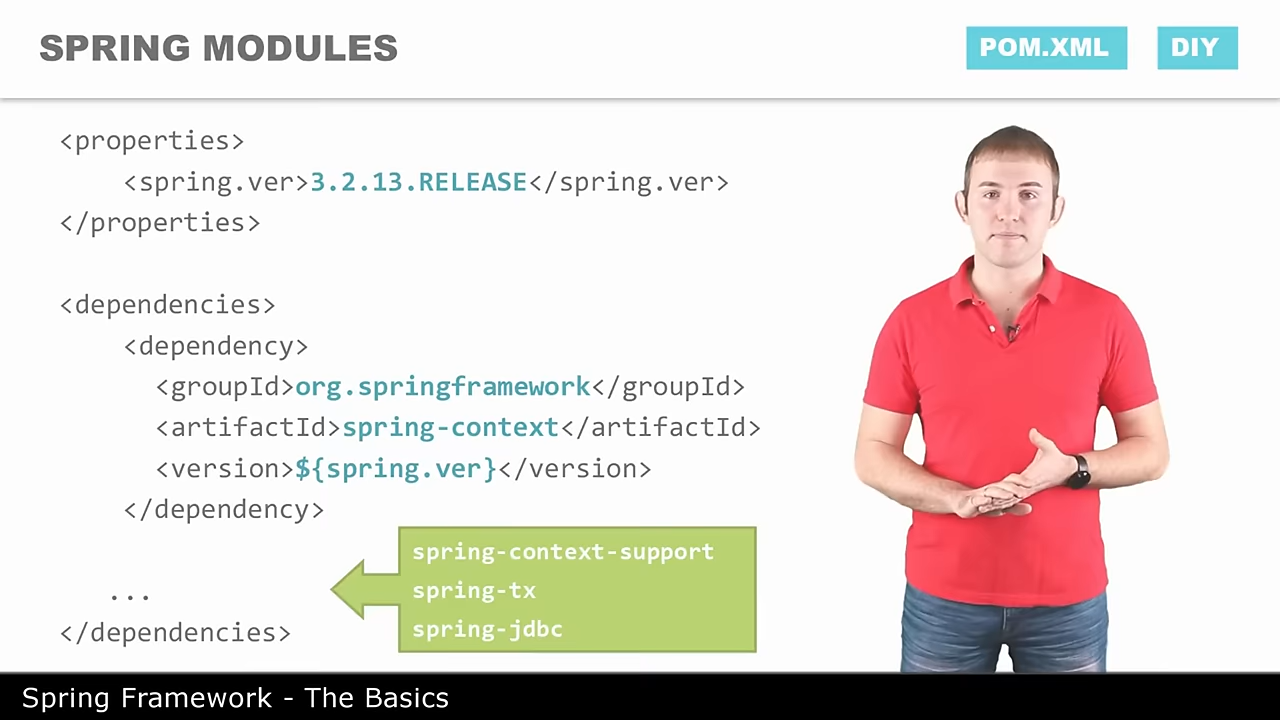 SPRING MODULES
POM.XML
DIY
<properties>
<spring.ver>3.2.13.RELEASE</spring.ver>
</properties>
<dependencies>
<dependency>
<groupId>org.springframework</groupId>
<artifactId>spring-context</artifactId>
<version>${spring.ver}</version>
</dependency>
spring-context-support
spring-tx
spring-jdbc
...
</dependencies>
Spring Framework - The Basics